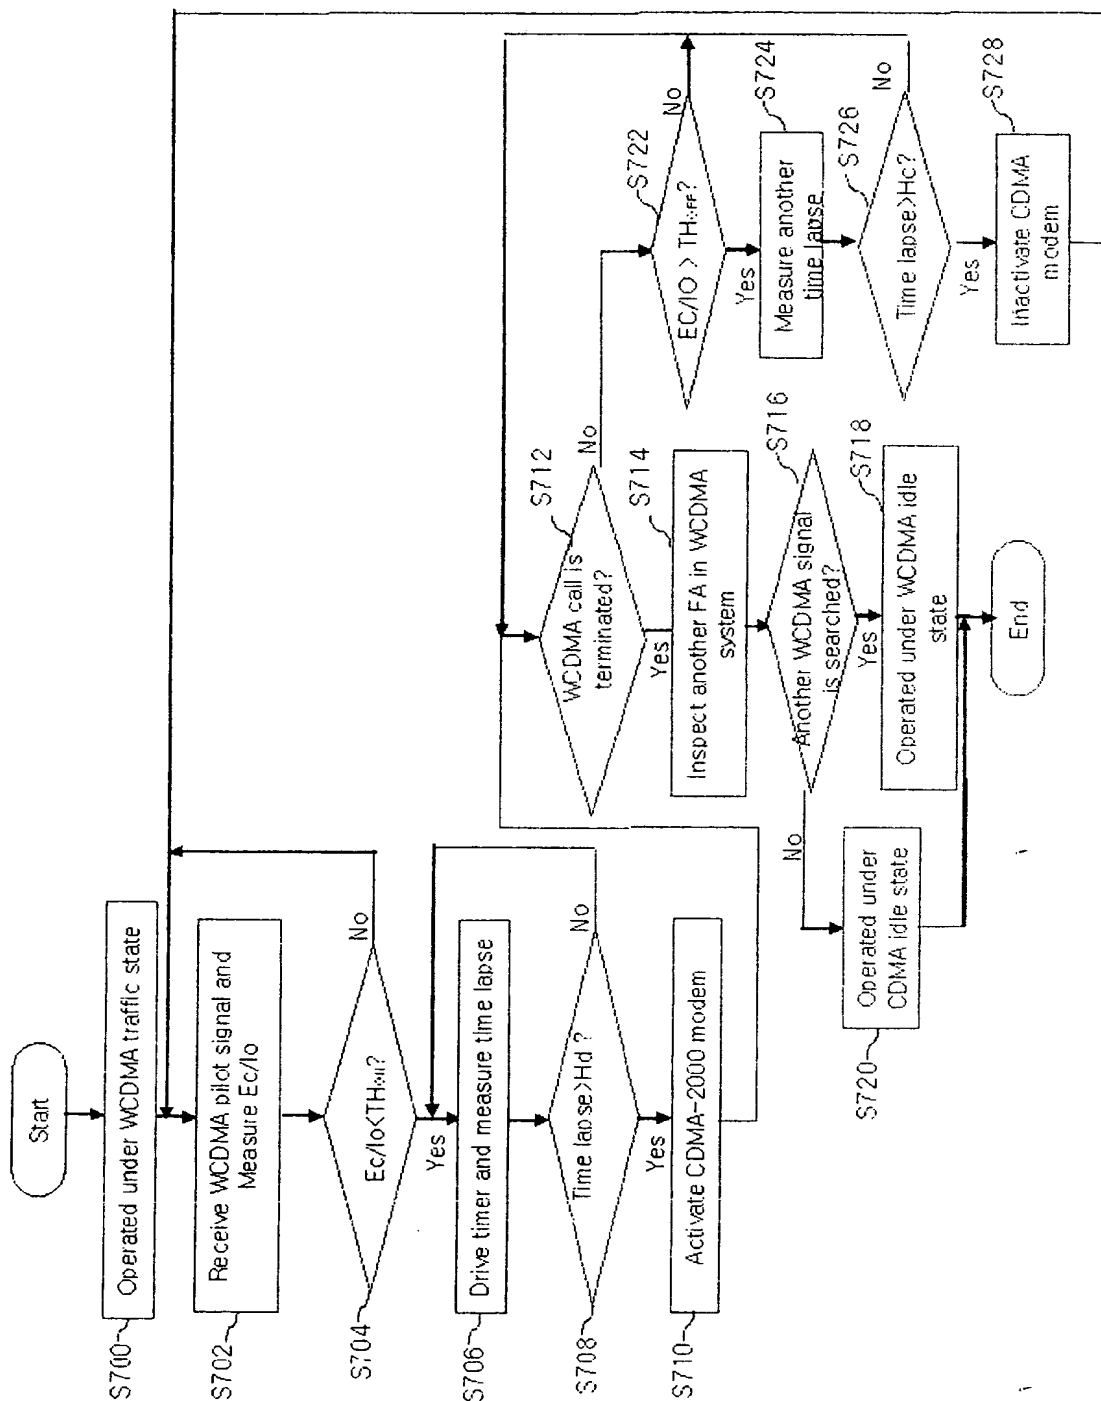 Start
S700
Operated under WCDMA traffic state
S702
Receive WCDMA pilot signal and
Measure Ec/Io
S704
Ec/Io<THon?
No
Yes
S706
Drive timer and measure time lapse
S708
Time lapse>Hd ?
No
Yes
S710
Activate CDMA-2000 modem
S712
WCDMA call is
terminated?
No
Yes
S714
Inspect another FA in WCDMA
system
S716
Another WCDMA signal
is searched?
No
Yes
S718
Operated under WCDMA idle
state
S720
Operated under
CDMA idle state
End
S722
EC/IO > THOFF?
No
Yes
S724
Measure another
time lapse
S726
Time lapse>Hc?
No
Yes
S728
Inactivate CDMA
modem